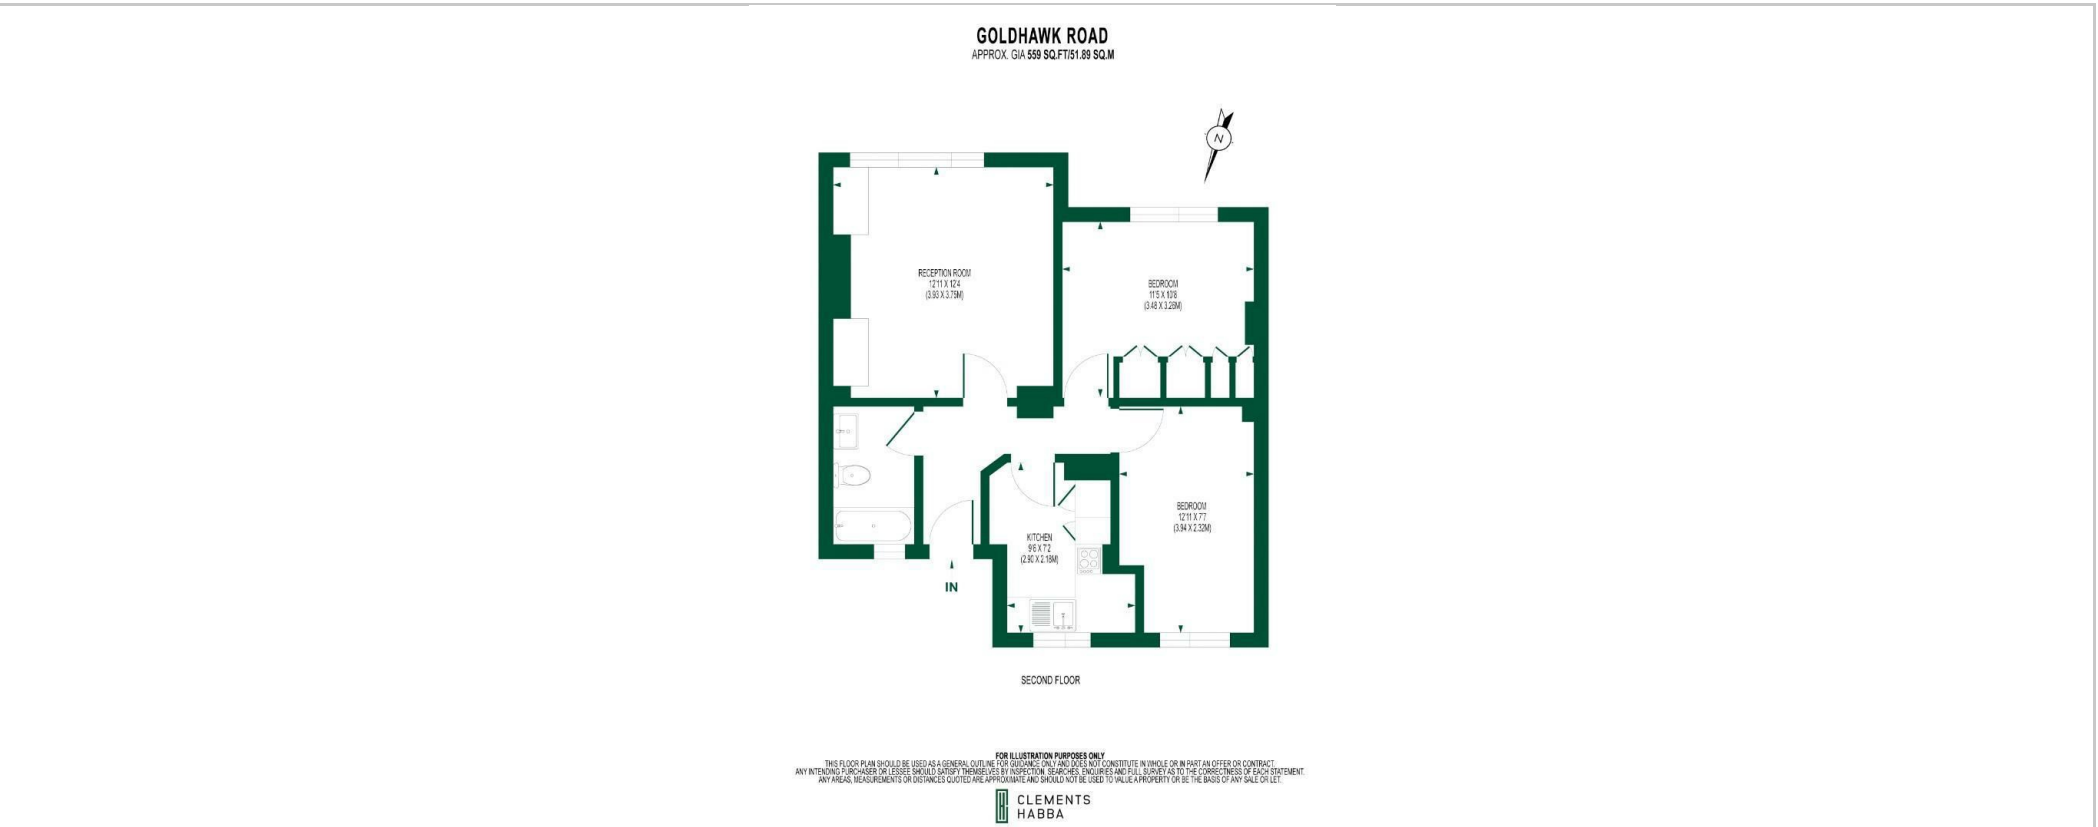 GOLDHAWK ROAD
APPROX. GIA 559 SQ.FT/51.89 SQ.M
N
RECEPTION ROOM
12'11 X 12'4
(3.93 X 3.75M)
BEDROOM
11'5 X 10'8
(3.48 X 3.26M)
BEDROOM
12'11 X 7'7
(3.94 X 2.32M)
KITCHEN
9'6 X 7'2
(2.90 X 2.18M)
IN
SECOND FLOOR
FOR ILLUSTRATION PURPOSES ONLY
THIS FLOOR PLAN SHOULD BE USED AS A GENERAL OUTLINE FOR GUIDANCE ONLY AND DOES NOT CONSTITUTE IN WHOLE OR IN PART AN OFFER OR CONTRACT.
ANY INTENDING PURCHASER OR LESSEE SHOULD SATISFY THEMSELVES BY INSPECTION, SEARCHES, ENQUIRIES AND FULL SURVEY AS TO THE CORRECTNESS OF EACH STATEMENT.
ANY AREAS, MEASUREMENTS OR DISTANCES QUOTED ARE APPROXIMATE AND SHOULD NOT BE USED TO VALUE A PROPERTY OR BE THE BASIS OF ANY SALE OR LET.
CLEMENTS
HABBA